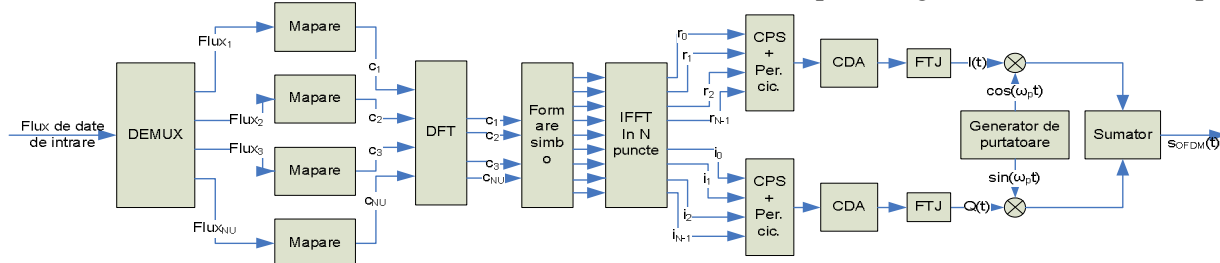 Flux de date
de intrare
DEMUX
Flux1
Flux2
Flux3
FluxNU
Mapare
Mapare
Mapare
Mapare
c1
c2
c3
cNU
DFT
c1
c2
c3
cNU
Form
are
simb
o
IFFT
în N
puncte
r0
r1
r2
rN-1
i0
i1
i2
iN-1
CPS
+
Per.
cic.
CPS
+
Per.
cic.
CDA
CDA
FTJ
FTJ
I(t)
Q(t)
cos(ωpt)
Generator de
purtatoare
sin(ωpt)
Sumator
sOFDM(t)